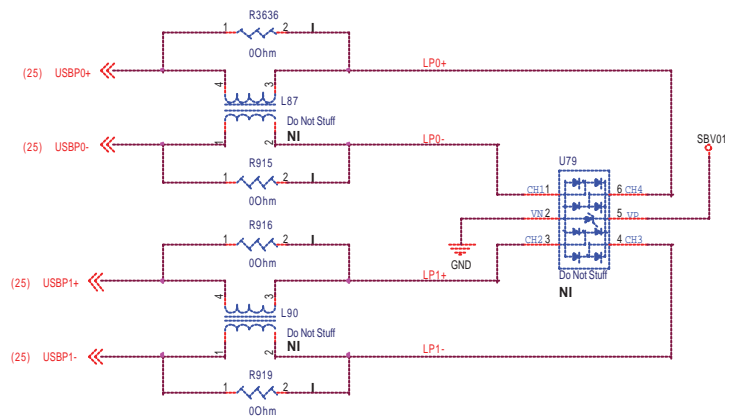 R3636
1 2 I
0Ohm
(25) USBP0+
LP0+
4 3
L87
Do Not Stuff
NI
1 2
(25) USBP0-
LP0-
SBV01
R915
1 2 I
0Ohm
U79
CH1 1 6 CH4
VN 2 5 VP
CH2 3 4 CH3
GND
Do Not Stuff
NI
R916
1 2 I
0Ohm
(25) USBP1+
LP1+
4 3
L90
Do Not Stuff
NI
1 2
(25) USBP1-
LP1-
R919
1 2 I
0Ohm